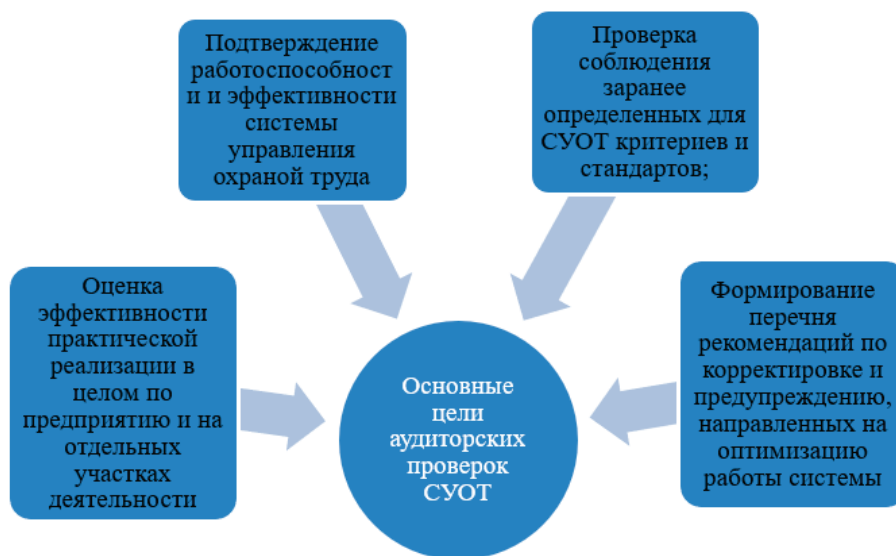 Подтверждение
работоспособност
и и эффективности
системы
управления
охраной труда
Проверка
соблюдения
заранее
определенных для
СУОТ критериев и
стандартов;
Оценка
эффективности
практической
реализации в
целом по
предприятию и на
отдельных
участках
деятельности
Формирование
перечня
рекомендаций по
корректировке и
предупреждению,
направленных на
оптимизацию
работы системы
Основные
цели
аудиторских
проверок
СУОТ